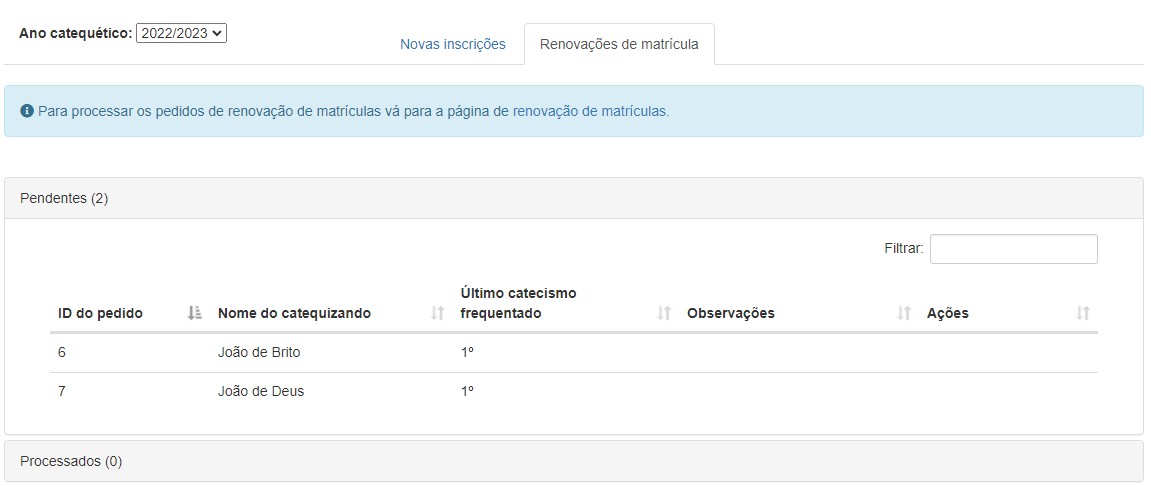 Ano catequético: 2022/2023
Novas inscrições
Renovações de matrícula
Para processar os pedidos de renovação de matrículas vá para a página de renovação de matrículas.
Pendentes (2)
Filtrar:
ID do pedido Nome do catequizando Último catecismo frequentado Observações Ações
6 João de Brito 1º
7 João de Deus 1º
Processados (0)